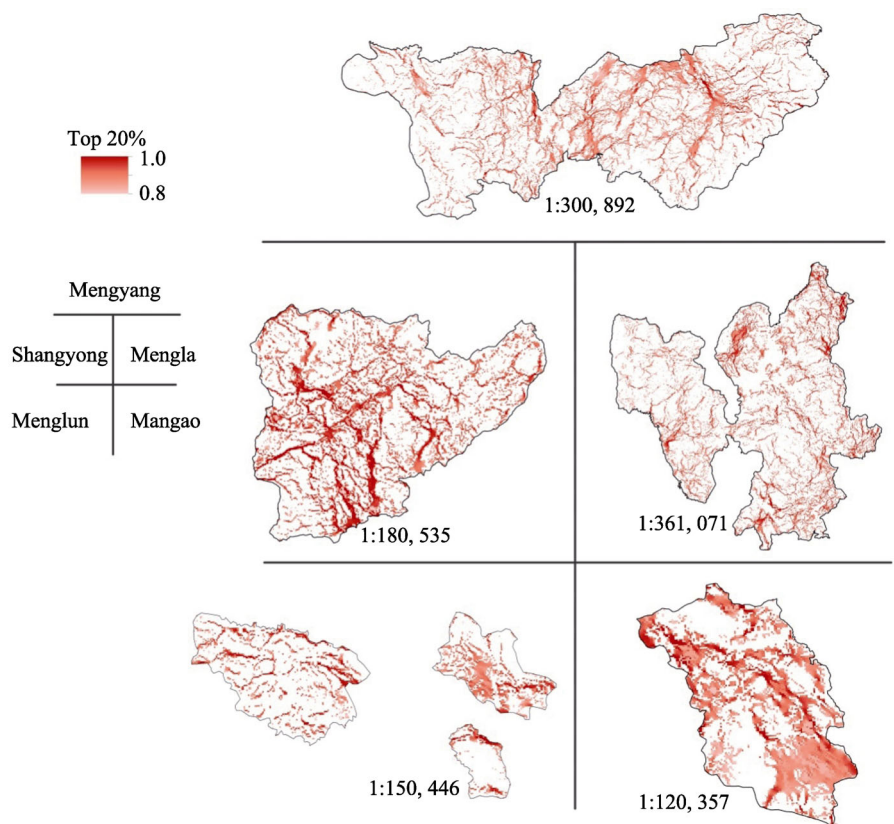 Top 20%
1.0
0.8
1:300, 892
Mengyang
Shangyong Mengla
Menglun Mangao
1:180, 535
1:361, 071
1:150, 446
1:120, 357